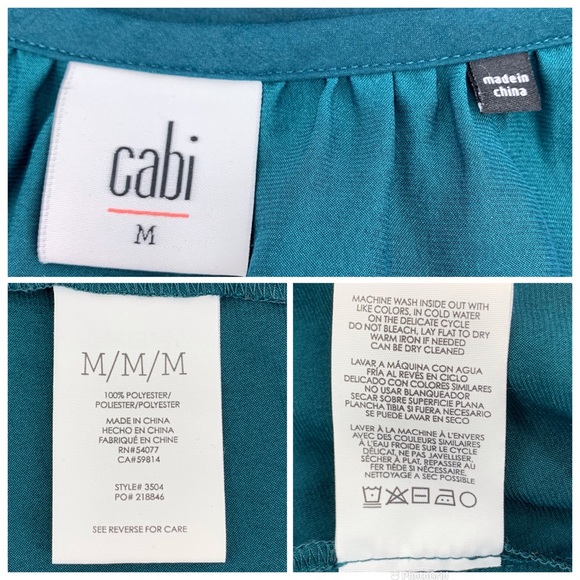 cabi
M
madein
china
M/M/M
100% POLYESTER/
POLIESTER/POLYESTER
MADE IN CHINA
HECHO EN CHINA
FABRIQUÉ EN CHINE
RN#54077
CA#59814
STYLE# 3504
PO# 218846
SEE REVERSE FOR CARE
MACHINE WASH INSIDE OUT WITH
LIKE COLORS, IN COLD WATER
ON THE DELICATE CYCLE
DO NOT BLEACH, LAY FLAT TO DRY
WARM IRON IF NEEDED
CAN BE DRY CLEANED
LAVAR A MÁQUINA CON AGUA
FRÍA AL REVÉS EN CICLO
DELICADO CON COLORES SIMILARES
NO USAR BLANQUEADOR
SECAR SOBRE SUPERFICIE PLANA
PLANCHA TIBIA SI FUERA NECESARIO
SE PUEDE LAVAR EN SECO
LAVER À LA MACHINE À L'ENVERS
AVEC DES COULEURS SIMILAIRES
À L'EAU FROIDE SUR LE CYCLE
DÉLICAT, NE PAS JAVELLISER,
SÉCHER À PLAT, REPASSER AU
FER TIÈDE SI NÉCESSAIRE,
NETTOYAGE A SEC POSSIBLE
PhotoGrid